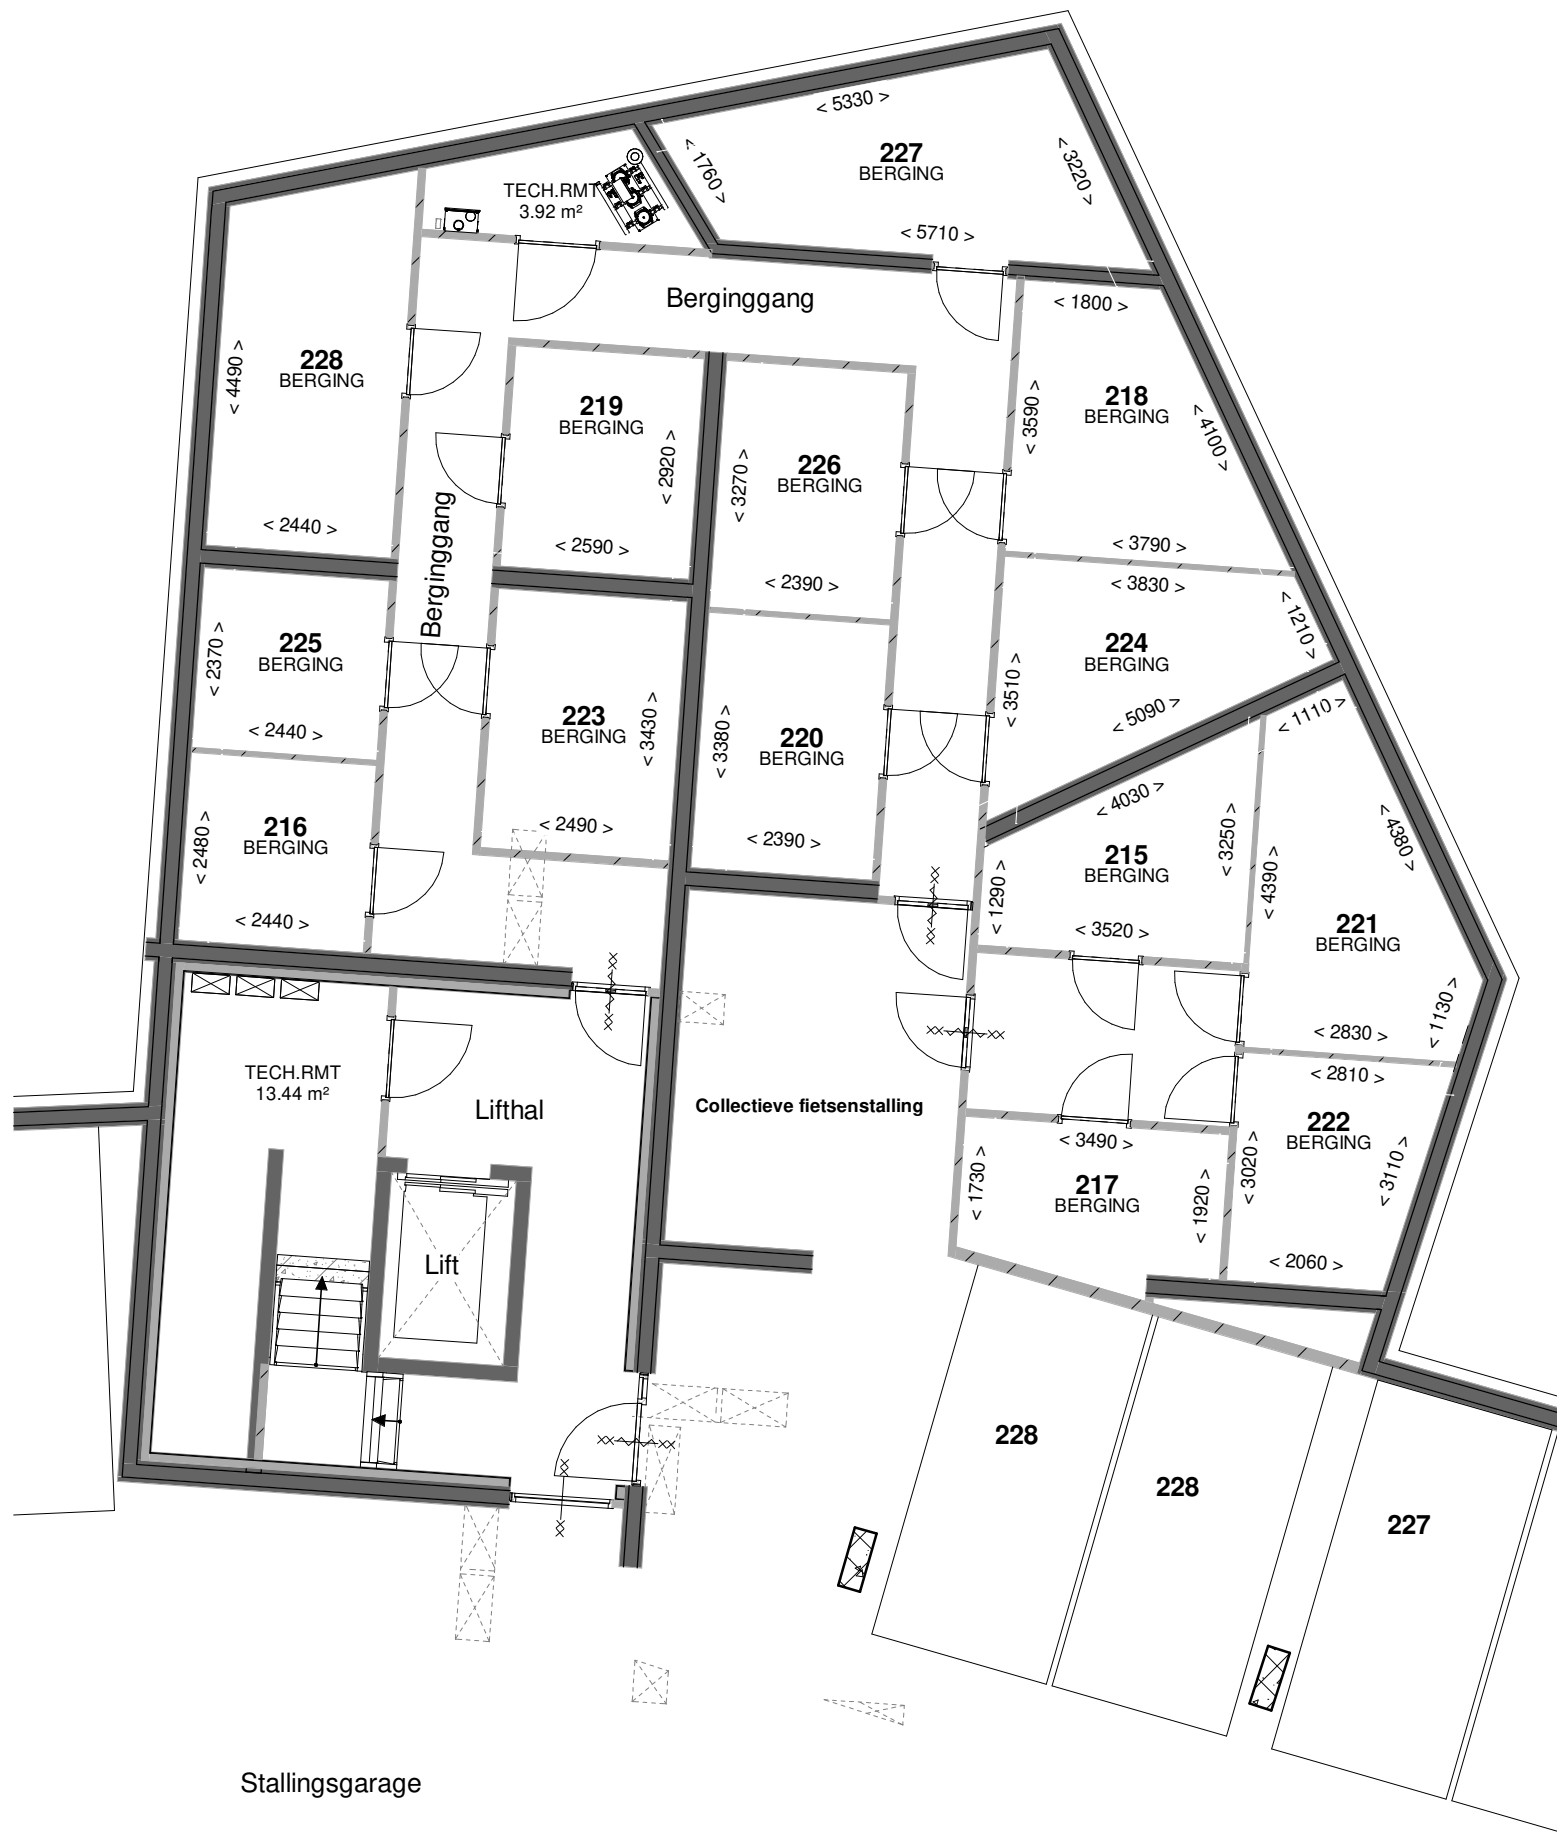 < 5330 >
227
BERGING
< 1760 >
< 3220 >
< 5710 >
TECH.RMT
3.92 m²
Berginggang
< 1800 >
228
BERGING
< 4490 >
< 2440 >
219
BERGING
< 2920 >
< 2590 >
226
BERGING
< 3270 >
< 2390 >
218
BERGING
< 3590 >
< 4100 >
< 3790 >
Berginggang
< 3830 >
< 1210 >
224
BERGING
< 3510 >
< 5090 >
225
BERGING
< 2370 >
< 2440 >
223
BERGING
< 3430 >
< 2490 >
220
BERGING
< 3380 >
< 2390 >
< 1110 >
216
BERGING
< 2480 >
< 2440 >
< 4030 >
215
BERGING
< 3250 >
< 1290 >
< 3520 >
< 4380 >
< 4390 >
221
BERGING
< 1130 >
< 2830 >
< 2810 >
222
BERGING
< 3020 >
< 3110 >
< 2060 >
TECH.RMT
13.44 m²
Lifthal
Collectieve fietsenstalling
< 3490 >
217
BERGING
< 1730 >
< 1920 >
Lift
228
228
227
Stallingsgarage